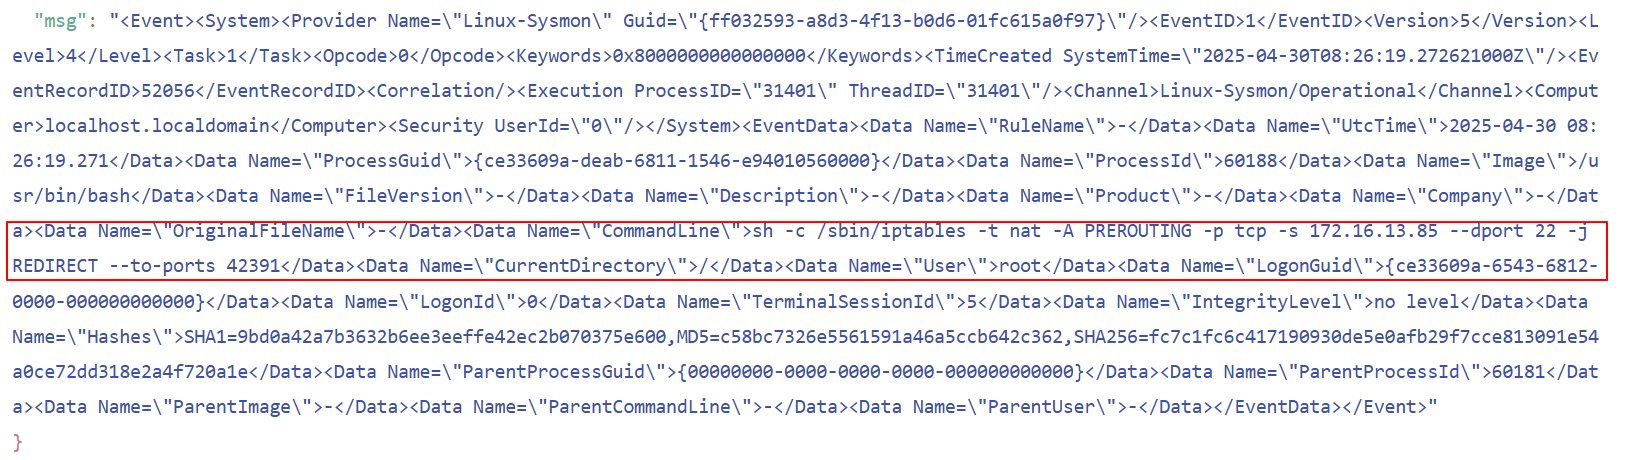 "msg": "<Event><System><Provider Name=\"Linux-Sysmon\" Guid=\"{ff032593-a8d3-4f13-b0d6-01fc615a0f97}\"/><EventID>1</EventID><Version>5</Version><L
evel>4</Level><Task>1</Task><Opcode>0</Opcode><Keywords>0x8000000000000000</Keywords><TimeCreated SystemTime=\"2025-04-30T08:26:19.272621000Z\"/><Ev
entRecordID>52056</EventRecordID><Correlation/><Execution ProcessID=\"31401\" ThreadID=\"31401\"/><Channel>Linux-Sysmon/Operational</Channel><Comput
er>localhost.localdomain</Computer><Security UserId=\"0\"/></System><EventData><Data Name=\"RuleName\">-</Data><Data Name=\"UtcTime\">2025-04-30 08:
26:19.271</Data><Data Name=\"ProcessGuid\">{ce33609a-deab-6811-1546-e94010560000}</Data><Data Name=\"ProcessId\">60188</Data><Data Name=\"Image\">/u
sr/bin/bash</Data><Data Name=\"FileVersion\">-</Data><Data Name=\"Description\">-</Data><Data Name=\"Product\">-</Data><Data Name=\"Company\">-</Dat
a><Data Name=\"OriginalFileName\">-</Data><Data Name=\"CommandLine\">sh -c /sbin/iptables -t nat -A PREROUTING -p tcp -s 172.16.13.85 --dport 22 -j
REDIRECT --to-ports 42391</Data><Data Name=\"CurrentDirectory\">/</Data><Data Name=\"User\">root</Data><Data Name=\"LogonGuid\">{ce33609a-6543-6812-
0000-000000000000}</Data><Data Name=\"LogonId\">0</Data><Data Name=\"TerminalSessionId\">5</Data><Data Name=\"IntegrityLevel\">no level</Data><Data
Name=\"Hashes\">SHA1=9bd0a42a7b3632b6ee3eeffe42ec2b070375e600,MD5=c58bc7326e5561591a46a5ccb642c362,SHA256=fc7c1fc6c417190930de5e0afb29f7cce813091e54
a0ce72dd318e2a4f720a1e</Data><Data Name=\"ParentProcessGuid\">{00000000-0000-0000-0000-000000000000}</Data><Data Name=\"ParentProcessId\">60181</Dat
a><Data Name=\"ParentImage\">-</Data><Data Name=\"ParentCommandLine\">-</Data><Data Name=\"ParentUser\">-</Data></EventData></Event>"
}